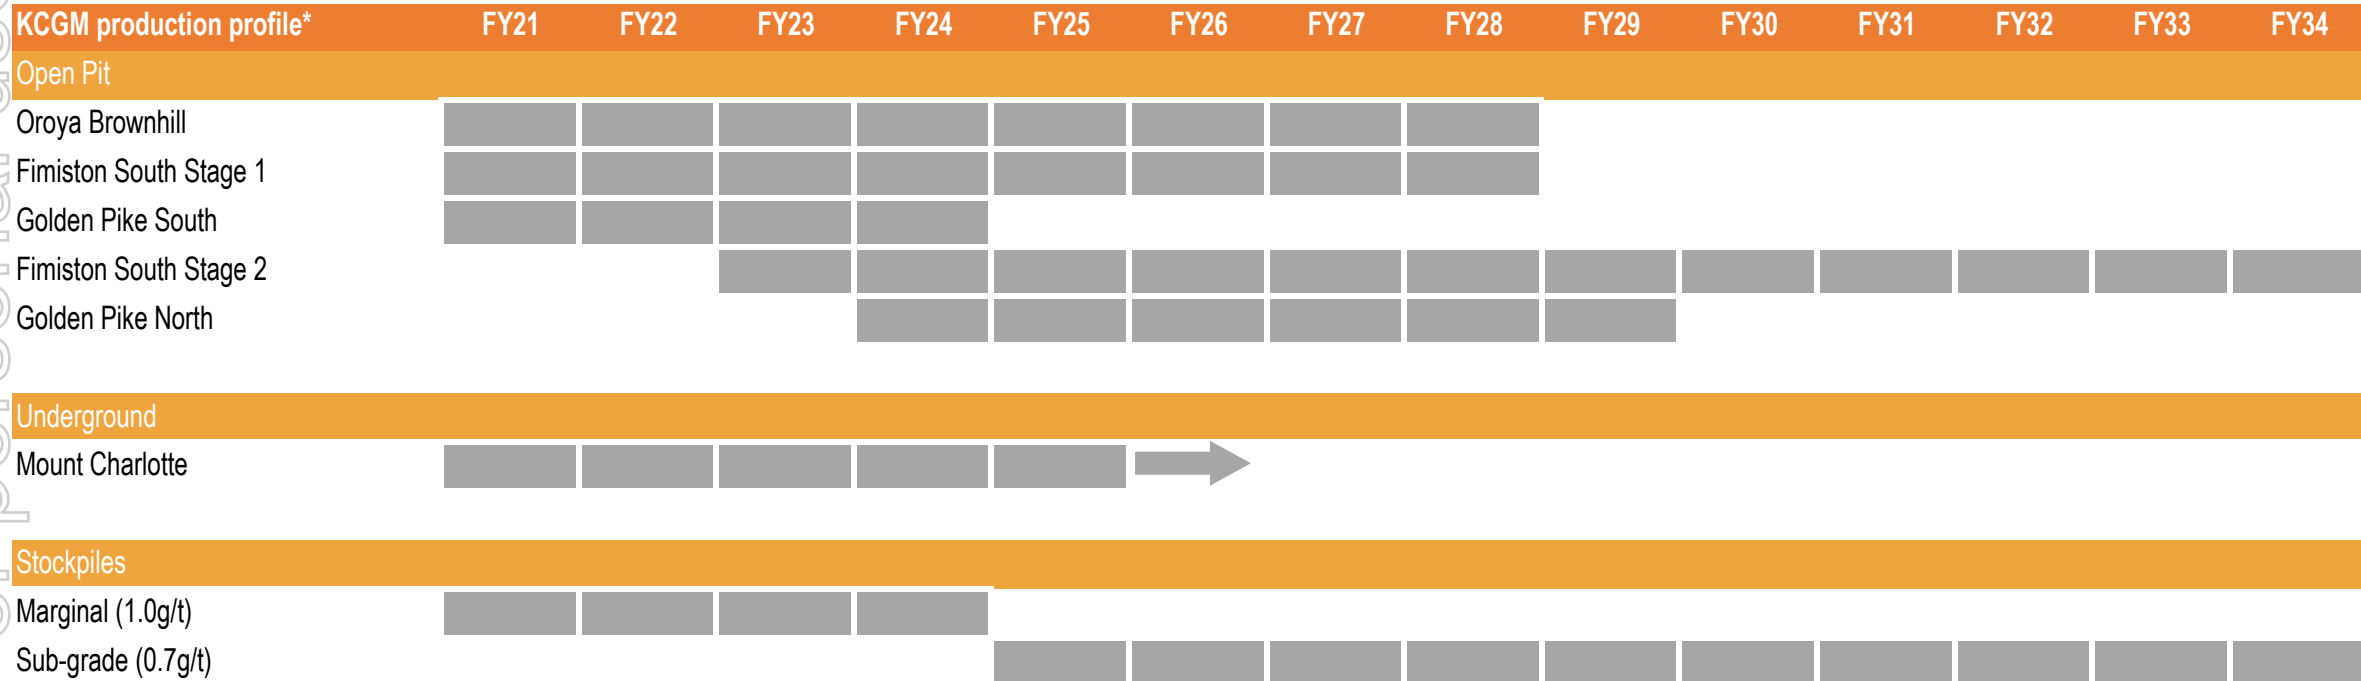 KCGM production profile* FY21 FY22 FY23 FY24 FY25 FY26 FY27 FY28 FY29 FY30 FY31 FY32 FY33 FY34
Open Pit
Oroya Brownhill
Fimiston South Stage 1
Golden Pike South
Fimiston South Stage 2
Golden Pike North
Underground
Mount Charlotte
Stockpiles
Marginal (1.0g/t)
Sub-grade (0.7g/t)